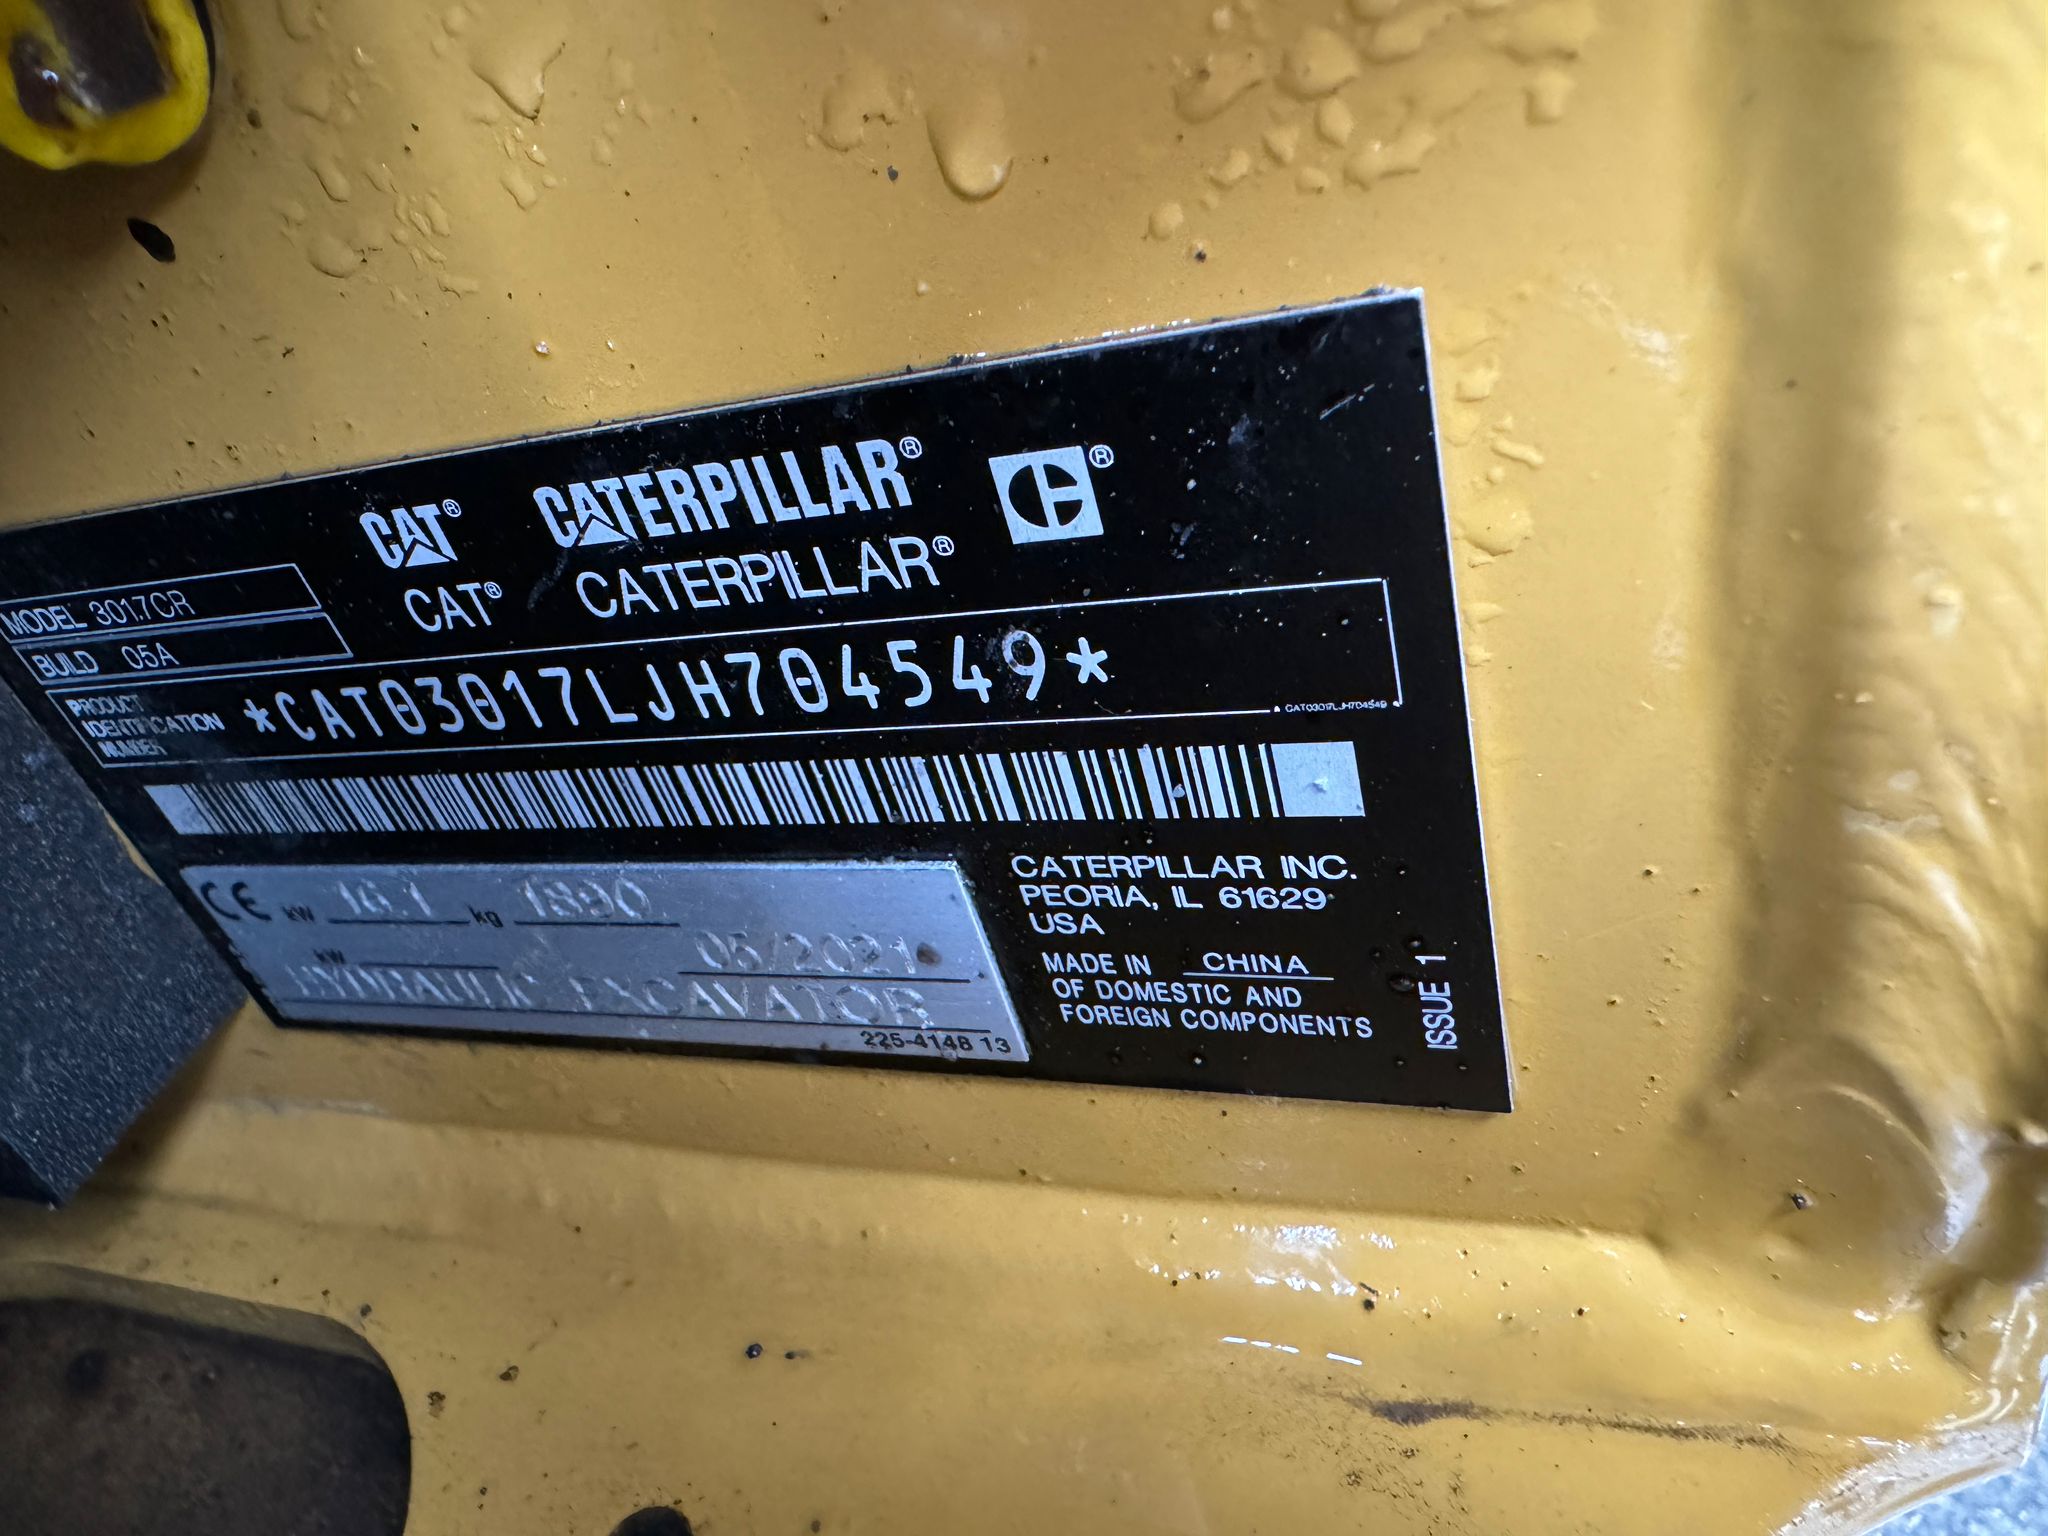 CAT® CATERPILLAR® ®
CAT® CATERPILLAR®
MODEL 301.7CR
BUILD 05A
PRODUCT
IDENTIFICATION
NUMBER
*CAT03017LJH704549*
CAT03017LJH704549
CE kW 16.1 kg 1890
kW 05/2021
HYDRAULIC EXCAVATOR
225-4148 13
CATERPILLAR INC.
PEORIA, IL 61629
USA
MADE IN CHINA
OF DOMESTIC AND
FOREIGN COMPONENTS
ISSUE 1